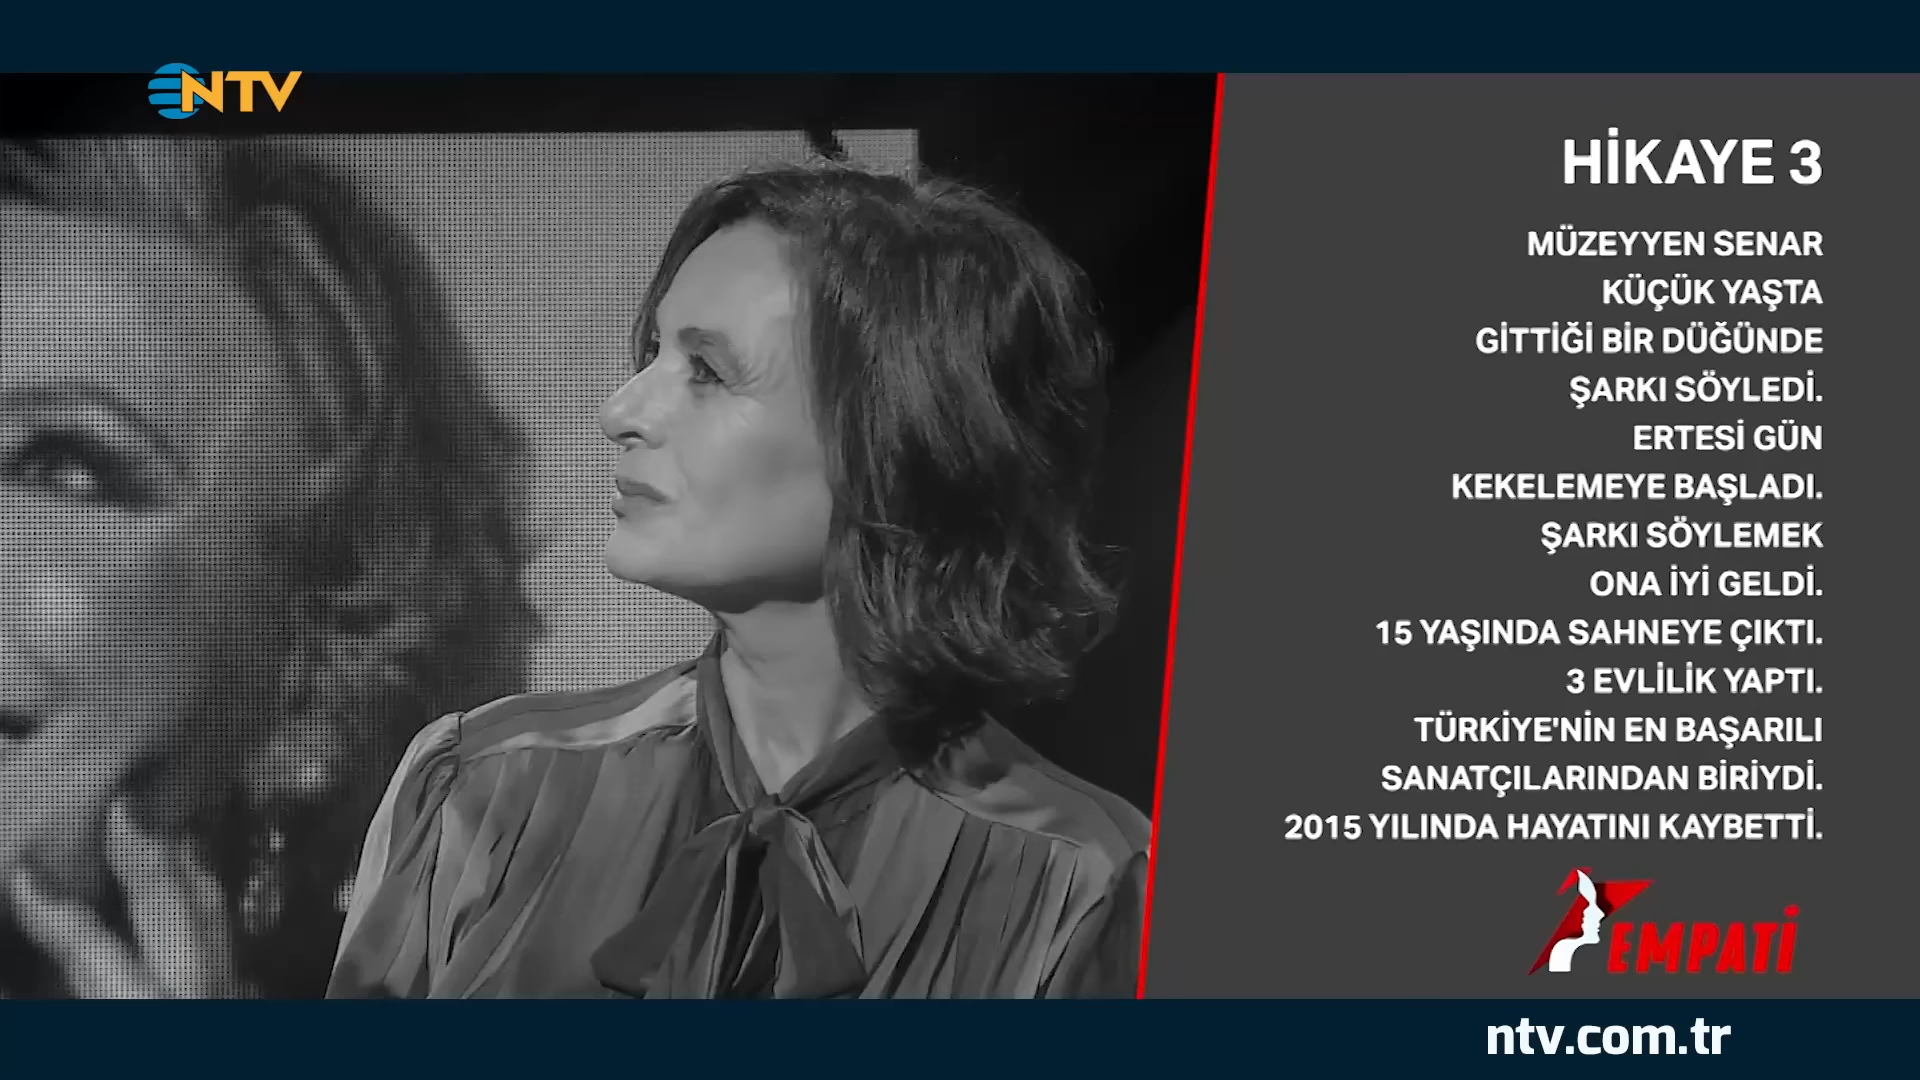 NTV
HİKAYE 3
MÜZEYYEN SENAR
KÜÇÜK YAŞTA
GİTTİĞİ BİR DÜĞÜNDE
ŞARKI SÖYLEDİ.
ERTESİ GÜN
KEKELEMEYE BAŞLADI.
ŞARKI SÖYLEMEK
ONA İYİ GELDİ.
15 YAŞINDA SAHNEYE ÇIKTI.
3 EVLİLİK YAPTI.
TÜRKİYE'NİN EN BAŞARILI
SANATÇILARINDAN BİRİYDİ.
2015 YILINDA HAYATINI KAYBETTİ.
EMPATİ
ntv.com.tr